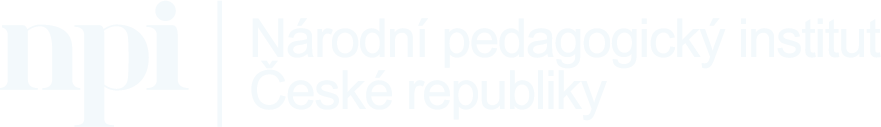 npi
Národní pedagogický institut
České republiky